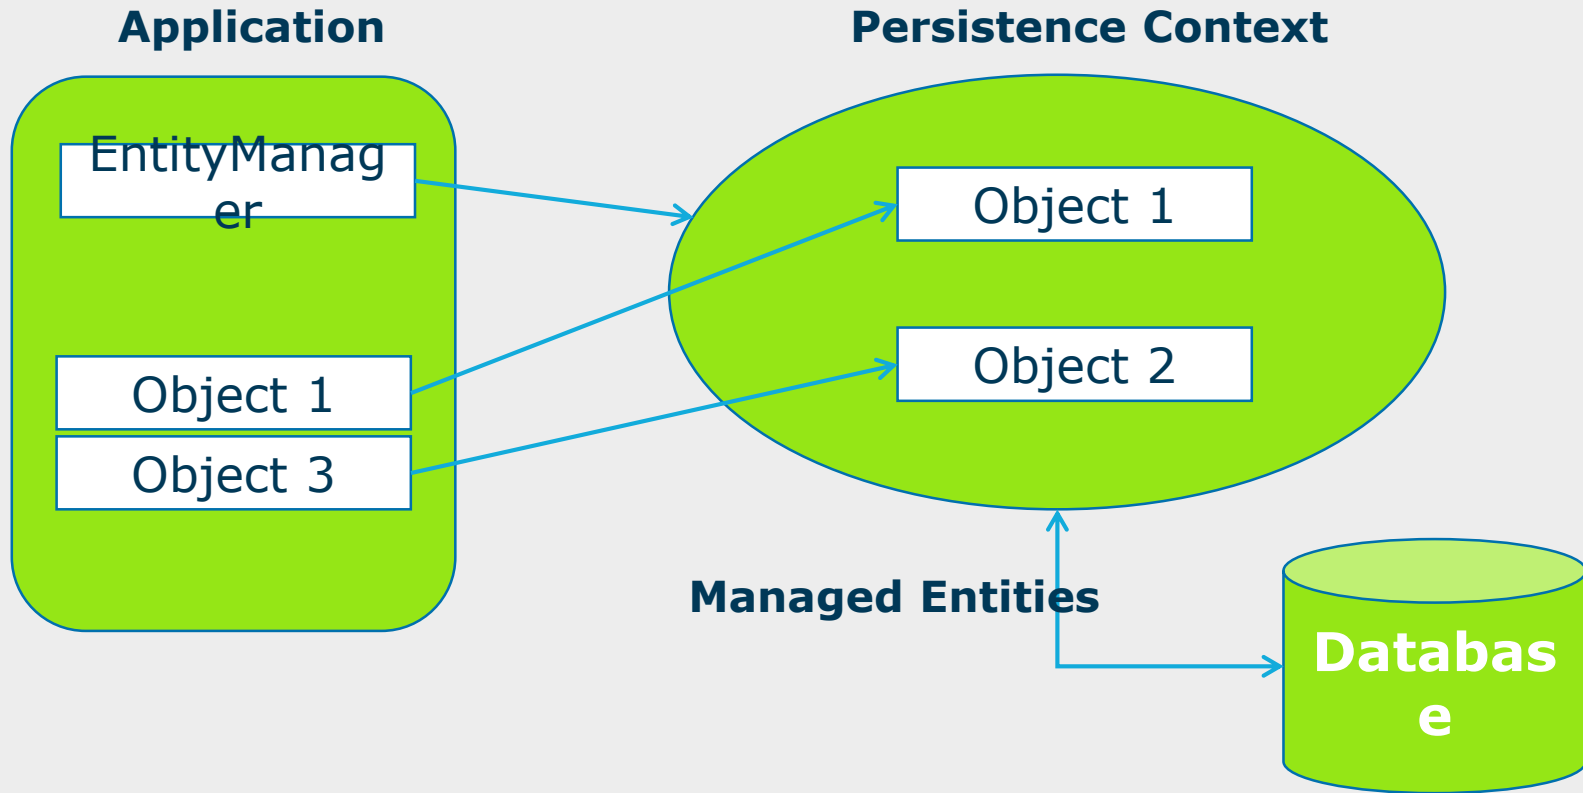 Application
Persistence Context
EntityManag
er
Object 1
Object 3
Object 1
Object 2
Managed Entities
Databas
e